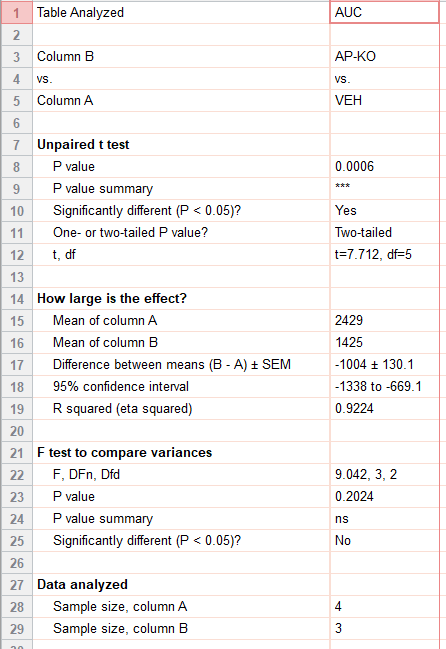 1 Table Analyzed AUC
2
3 Column B AP-KO
4 vs. vs.
5 Column A VEH
6
7 Unpaired t test
8 P value 0.0006
9 P value summary ***
10 Significantly different (P < 0.05)? Yes
11 One- or two-tailed P value? Two-tailed
12 t, df t=7.712, df=5
13
14 How large is the effect?
15 Mean of column A 2429
16 Mean of column B 1425
17 Difference between means (B - A) ± SEM -1004 ± 130.1
18 95% confidence interval -1338 to -669.1
19 R squared (eta squared) 0.9224
20
21 F test to compare variances
22 F, DFn, Dfd 9.042, 3, 2
23 P value 0.2024
24 P value summary ns
25 Significantly different (P < 0.05)? No
26
27 Data analyzed
28 Sample size, column A 4
29 Sample size, column B 3